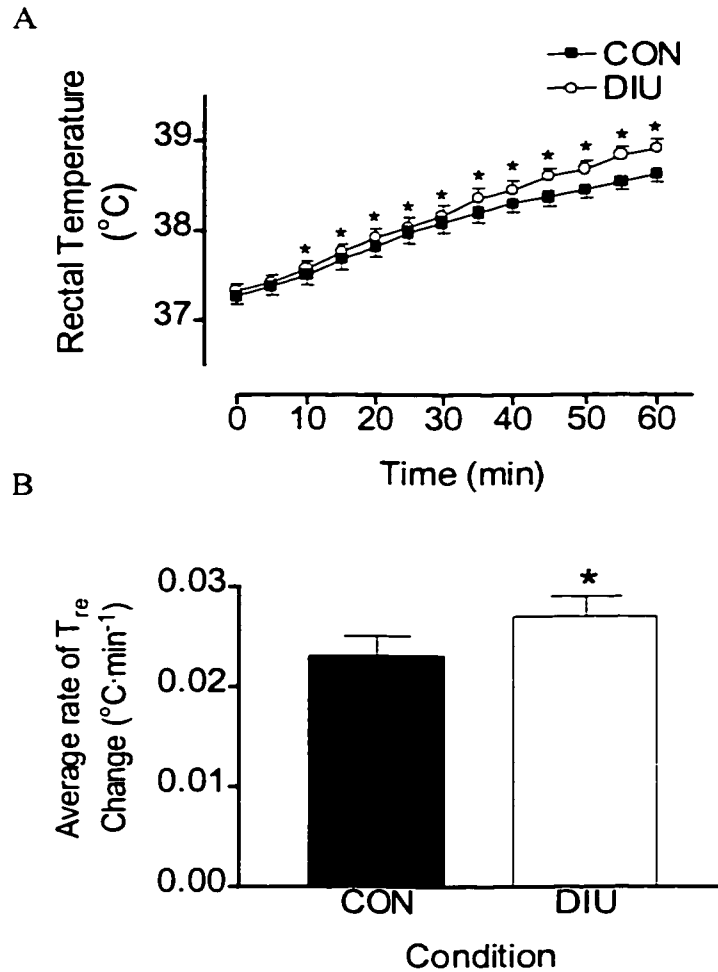 A
CON
DIU
Rectal Temperature
(°C)
39
38
37
* * * * * * * * * * *
0 10 20 30 40 50 60
Time (min)
B
Average rate of Tre
Change (°C·min-1)
0.03
0.02
0.01
0.00
*
CON DIU
Condition